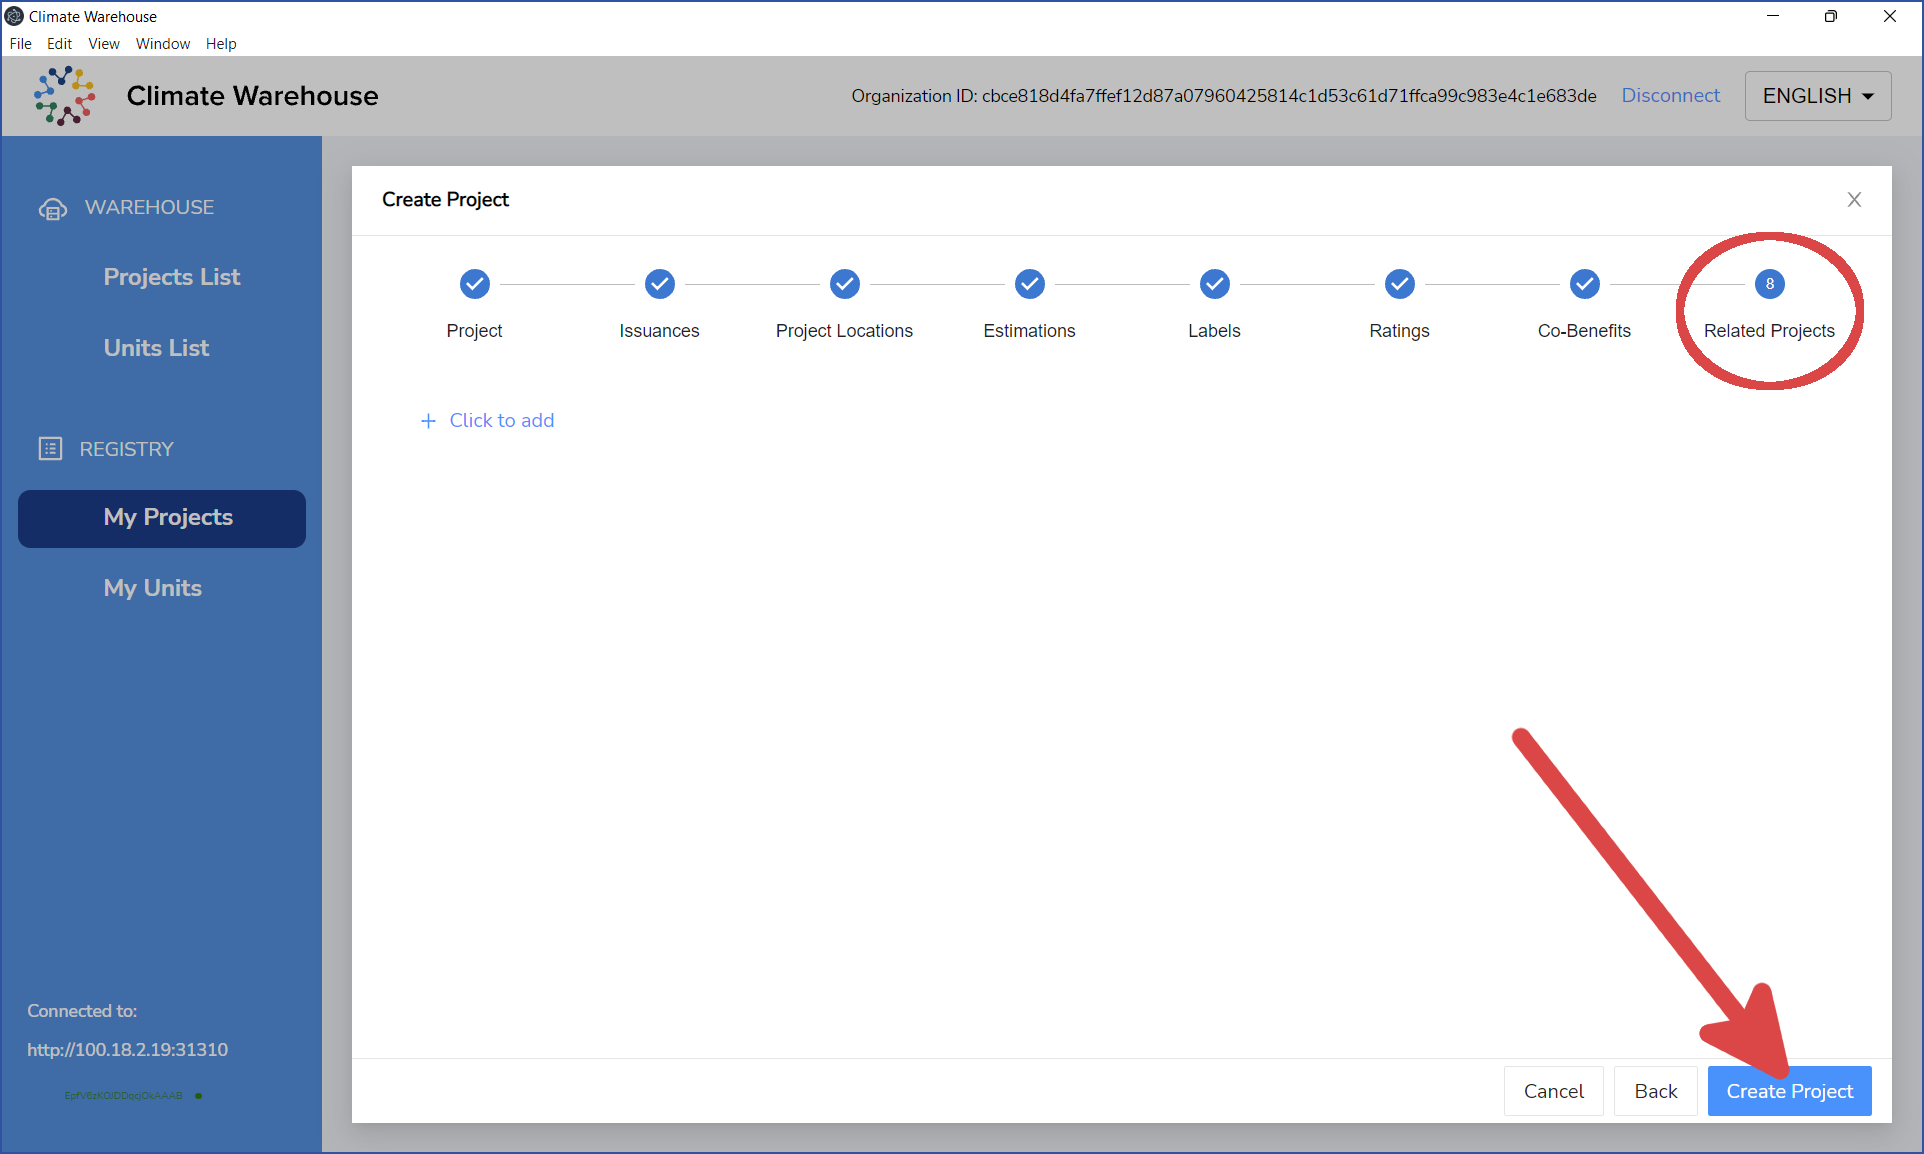 Climate Warehouse
File Edit View Window Help
Climate Warehouse
Organization ID: cbce818d4fa7ffef12d87a07960425814c1d53c61d71ffca99c983e4c1e683de
Disconnect
ENGLISH
WAREHOUSE
Projects List
Units List
REGISTRY
My Projects
My Units
Connected to:
http://100.18.2.19:31310
Create Project
8
Project
Issuances
Project Locations
Estimations
Labels
Ratings
Co-Benefits
Related Projects
+ Click to add
Cancel
Back
Create Project